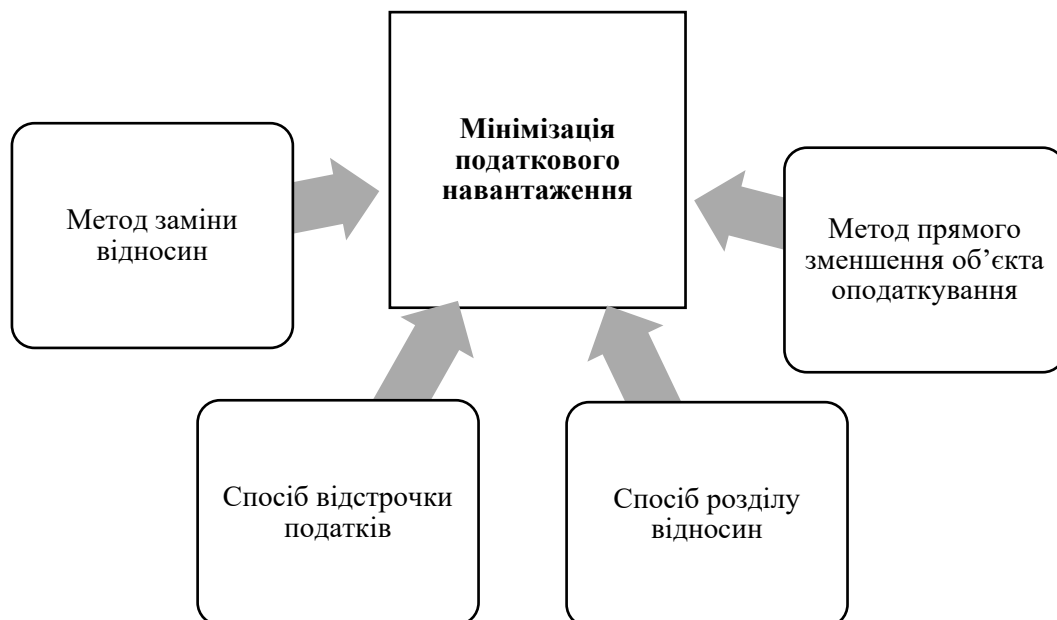 Мінімізація
податкового
навантаження
Метод заміни
відносин
Метод прямого
зменшення об’єкта
оподаткування
Спосіб відстрочки
податків
Спосіб розділу
відносин